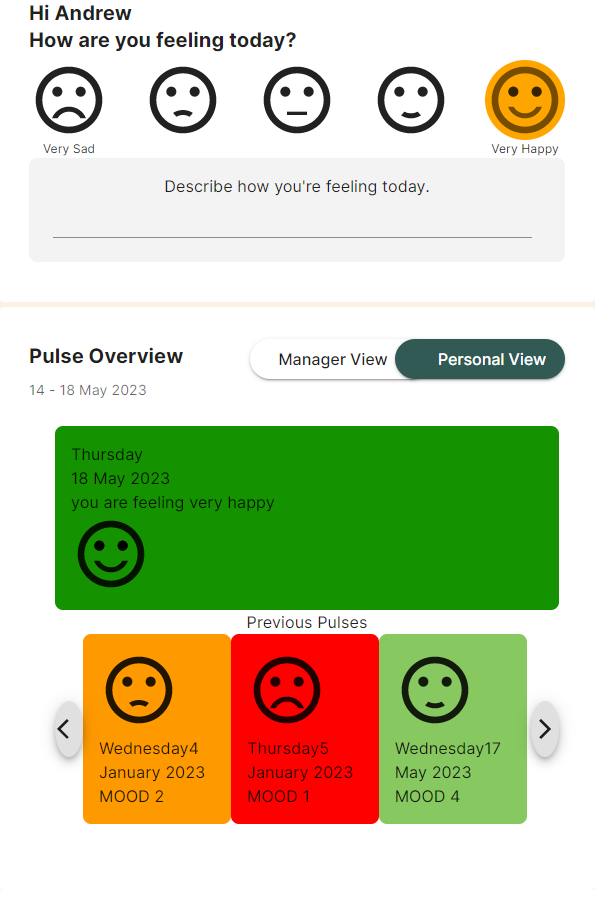 Hi Andrew
How are you feeling today?
Very Sad
Very Happy
Describe how you're feeling today.
Pulse Overview
Manager View
Personal View
14 - 18 May 2023
Thursday
18 May 2023
you are feeling very happy
Previous Pulses
Wednesday4
January 2023
MOOD 2
Thursday5
January 2023
MOOD 1
Wednesday17
May 2023
MOOD 4